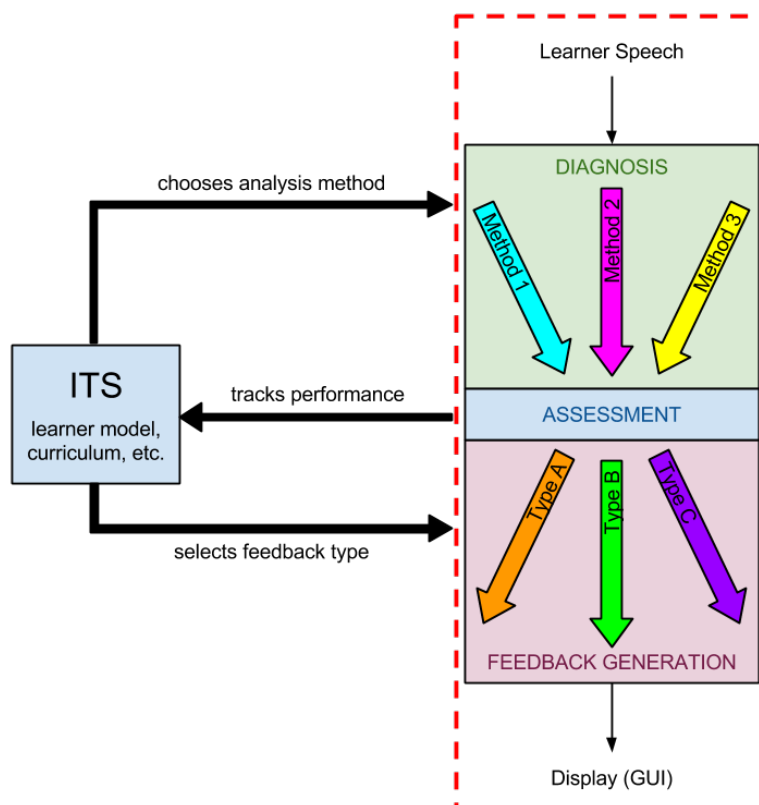 Learner Speech
DIAGNOSIS
chooses analysis method
Method 1
Method 2
Method 3
ITS
learner model,
curriculum, etc.
tracks performance
ASSESSMENT
Type A
Type B
Type C
selects feedback type
FEEDBACK GENERATION
Display (GUI)